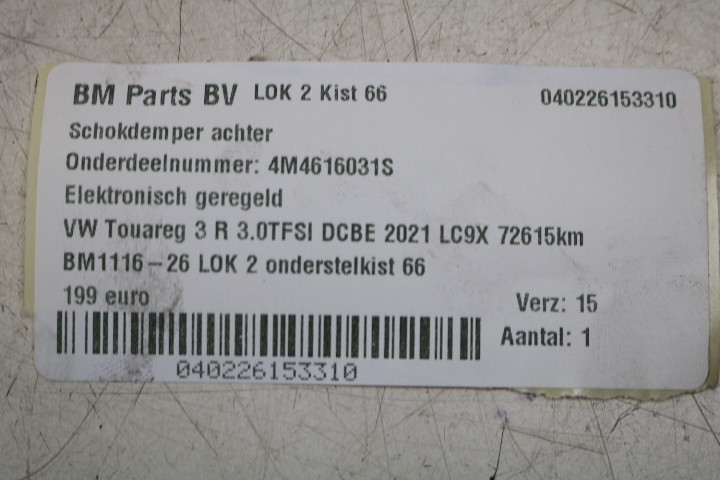 BM Parts BV LOK 2 Kist 66 040226153310
Schokdemper achter
Onderdeelnummer: 4M4616031S
Elektronisch geregeld
VW Touareg 3 R 3.0TFSI DCBE 2021 LC9X 72615km
BM1116-26 LOK 2 onderstelkist 66
199 euro Verz: 15
Aantal: 1
040226153310